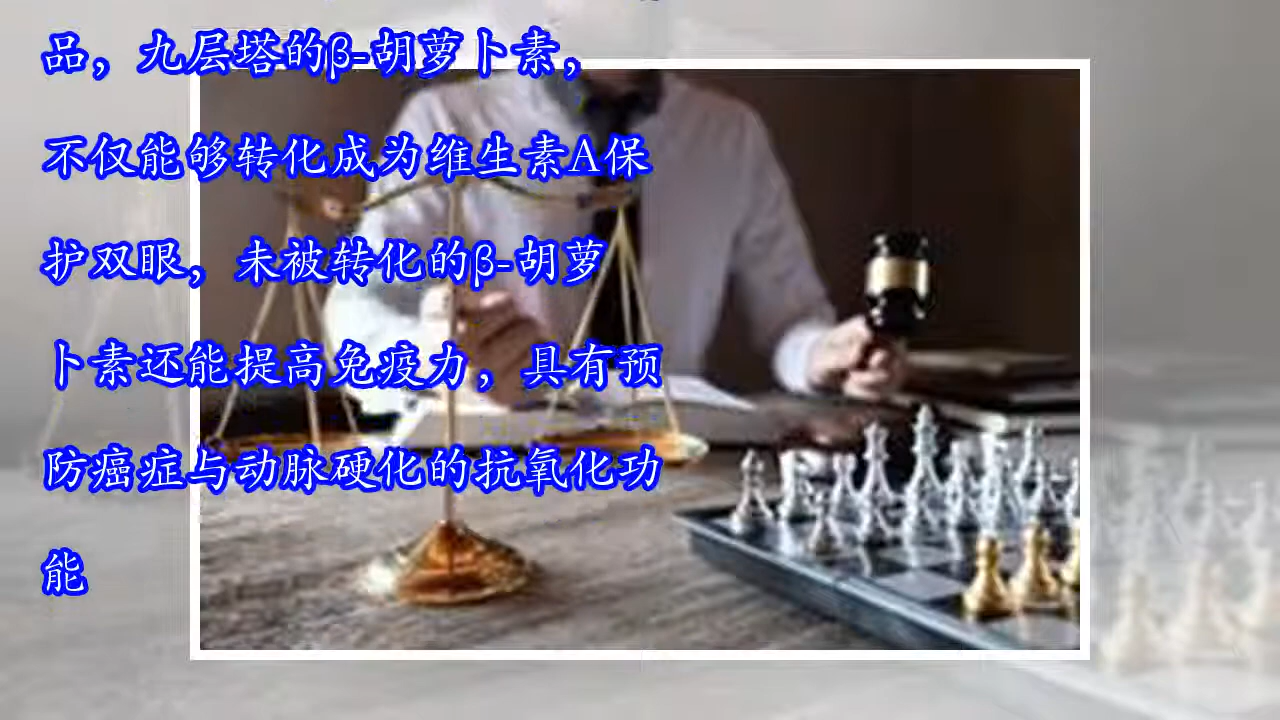 品，九层塔的β-胡萝卜素，
不仅能够转化成为维生素A保
护双眼，未被转化的β-胡萝
卜素还能提高免疫力，具有预
防癌症与动脉硬化的抗氧化功
能